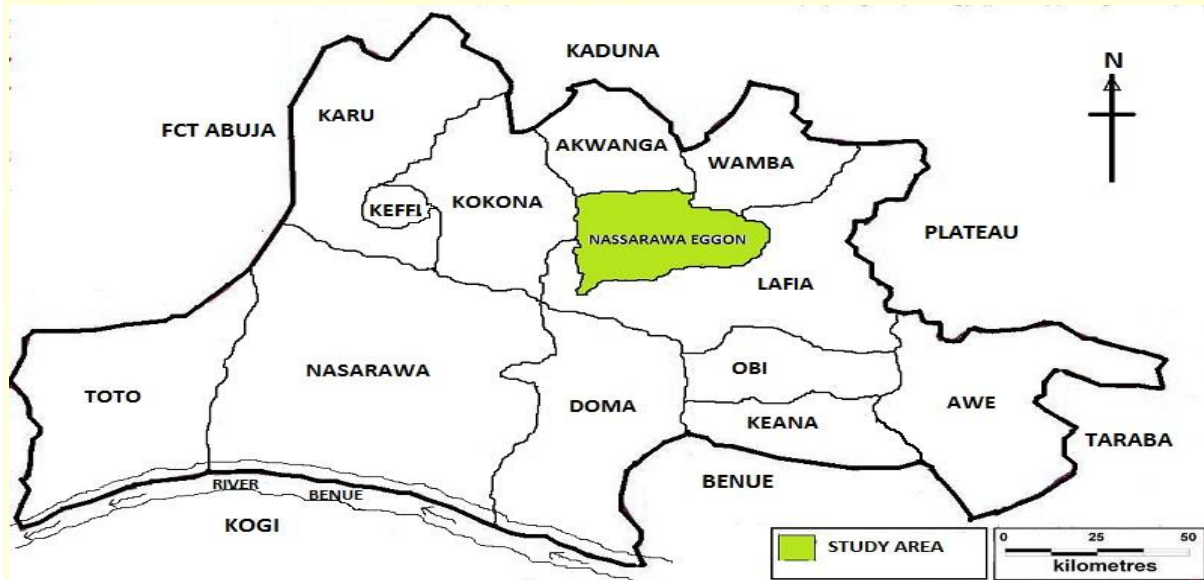 KADUNA
N
KARU
FCT ABUJA
AKWANGA
WAMBA
KEFFI
KOKONA
PLATEAU
NASSARAWA EGGON
LAFIA
NASARAWA
OBI
TOTO
DOMA
AWE
KEANA
TARABA
BENUE
RIVER BENUE
KOGI
STUDY AREA
0 25 50
kilometres